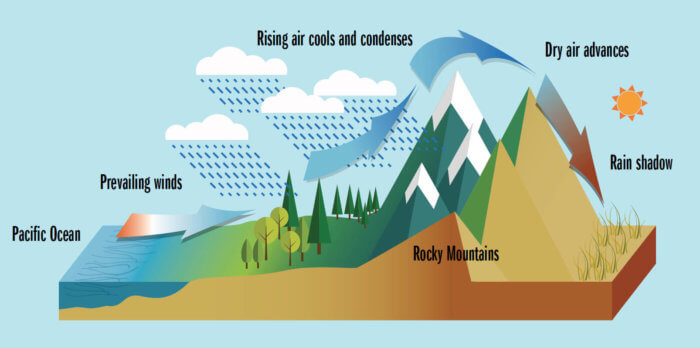 Rising air cools and condenses
Dry air advances
Prevailing winds
Rain shadow
Pacific Ocean
Rocky Mountains